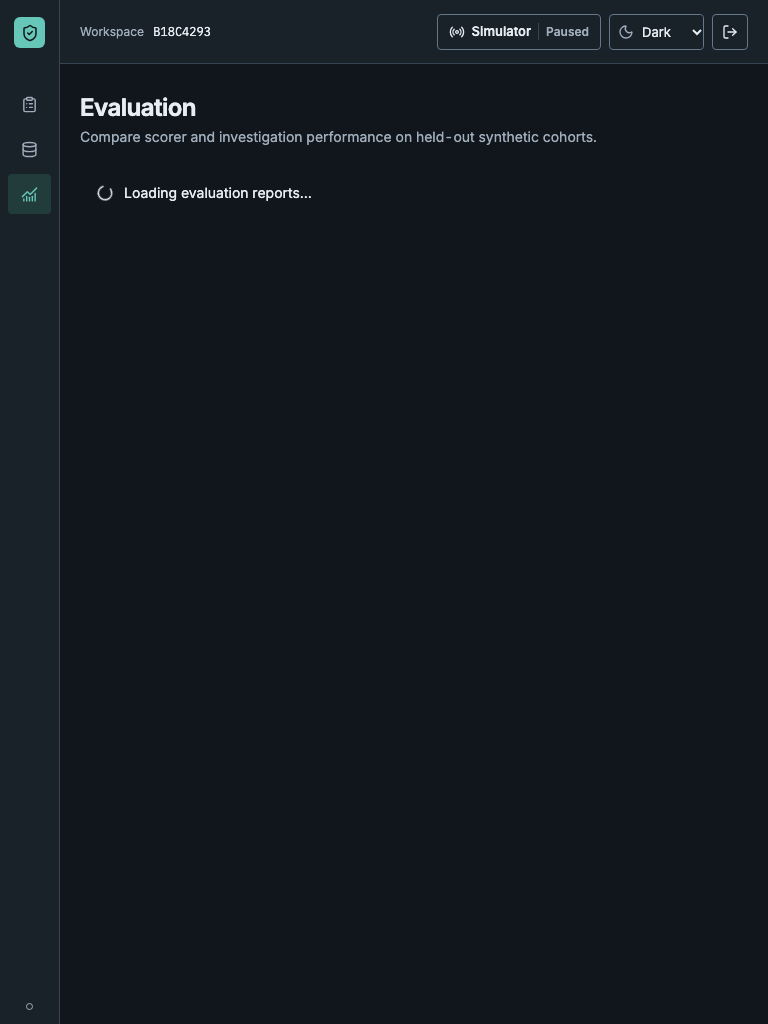 Workspace B18C4293
Simulator Paused
Dark
Evaluation
Compare scorer and investigation performance on held-out synthetic cohorts.
Loading evaluation reports...